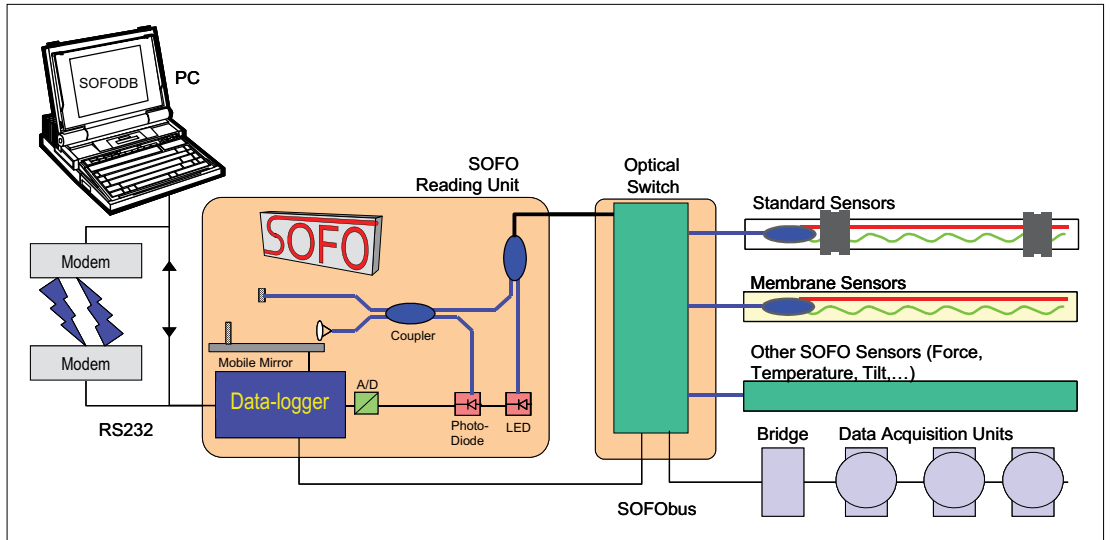 SOFODB
PC
SOFO
Reading Unit
Optical
Switch
Standard Sensors
SOFO
Modem
Membrane Sensors
Coupler
Modem
Mobile Mirror
Other SOFO Sensors (Force,
Temperature, Tilt,...)
Data-logger
A/D
RS232
Photo-
Diode
LED
Bridge
Data Acquisition Units
SOFObus